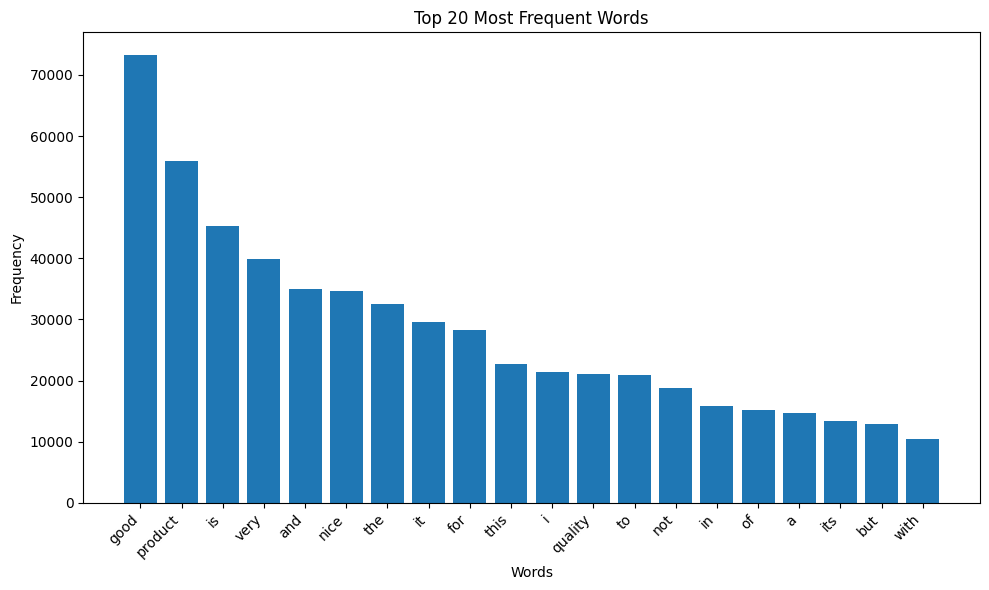 Top 20 Most Frequent Words
Frequency
70000
60000
50000
40000
30000
20000
10000
0
good
product
is
very
and
nice
the
it
for
this
i
quality
to
not
in
of
a
its
but
with
Words